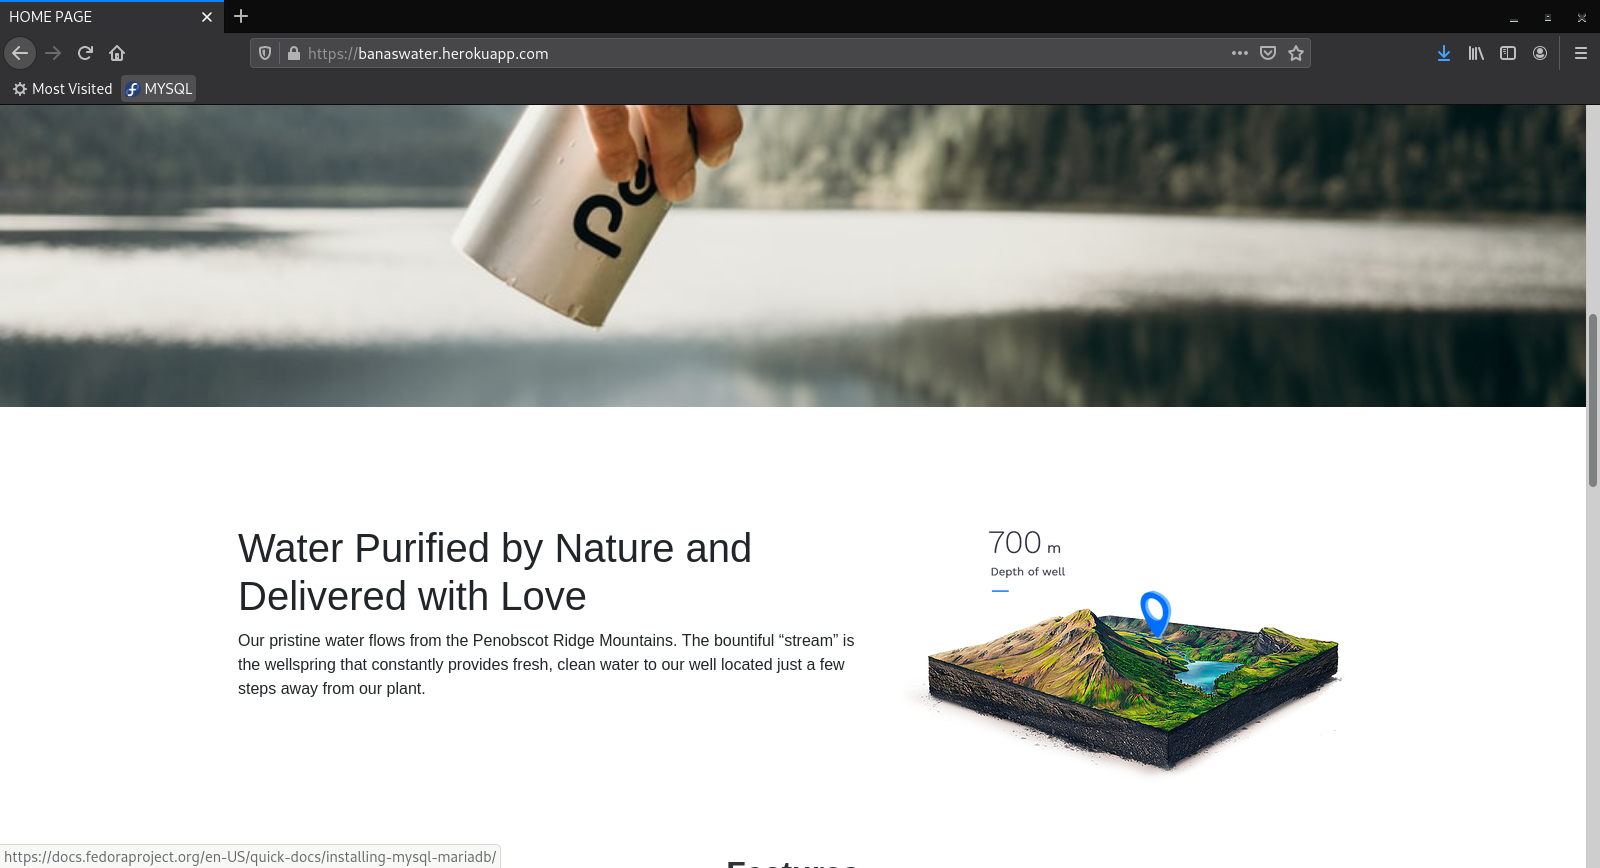 HOME PAGE
https://banaswater.herokuapp.com
Most Visited MYSQL
pe
700 m
Depth of well
Water Purified by Nature and
Delivered with Love
Our pristine water flows from the Penobscot Ridge Mountains. The bountiful “stream” is
the wellspring that constantly provides fresh, clean water to our well located just a few
steps away from our plant.
Features
https://docs.fedoraproject.org/en-US/quick-docs/installing-mysql-mariadb/